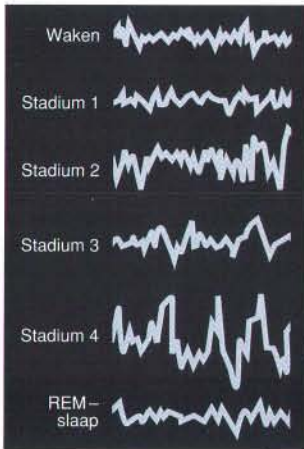 Waken
Stadium 1
Stadium 2
Stadium 3
Stadium 4
REM–
slaap